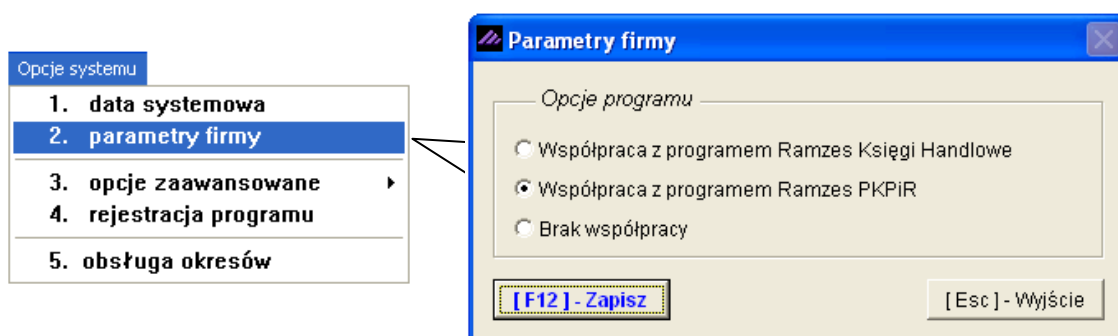 Opcje systemu
1. data systemowa
2. parametry firmy
3. opcje zaawansowane
4. rejestracja programu
5. obsługa okresów
Parametry firmy
Opcje programu
Współpraca z programem Ramzes Księgi Handlowe
Współpraca z programem Ramzes PKPiR
Brak współpracy
[ F12 ] - Zapisz
[ Esc ] - Wyjście